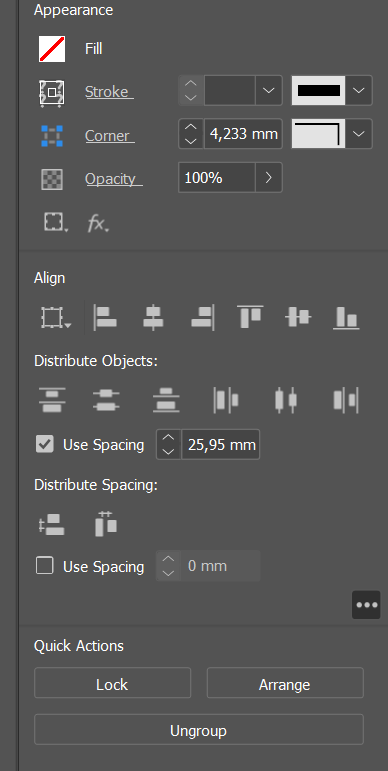 Appearance
Fill
Stroke
Corner 4,233 mm
Opacity 100%
fx.
Align
Distribute Objects:
Use Spacing 25,95 mm
Distribute Spacing:
Use Spacing 0 mm
Quick Actions
Lock Arrange
Ungroup